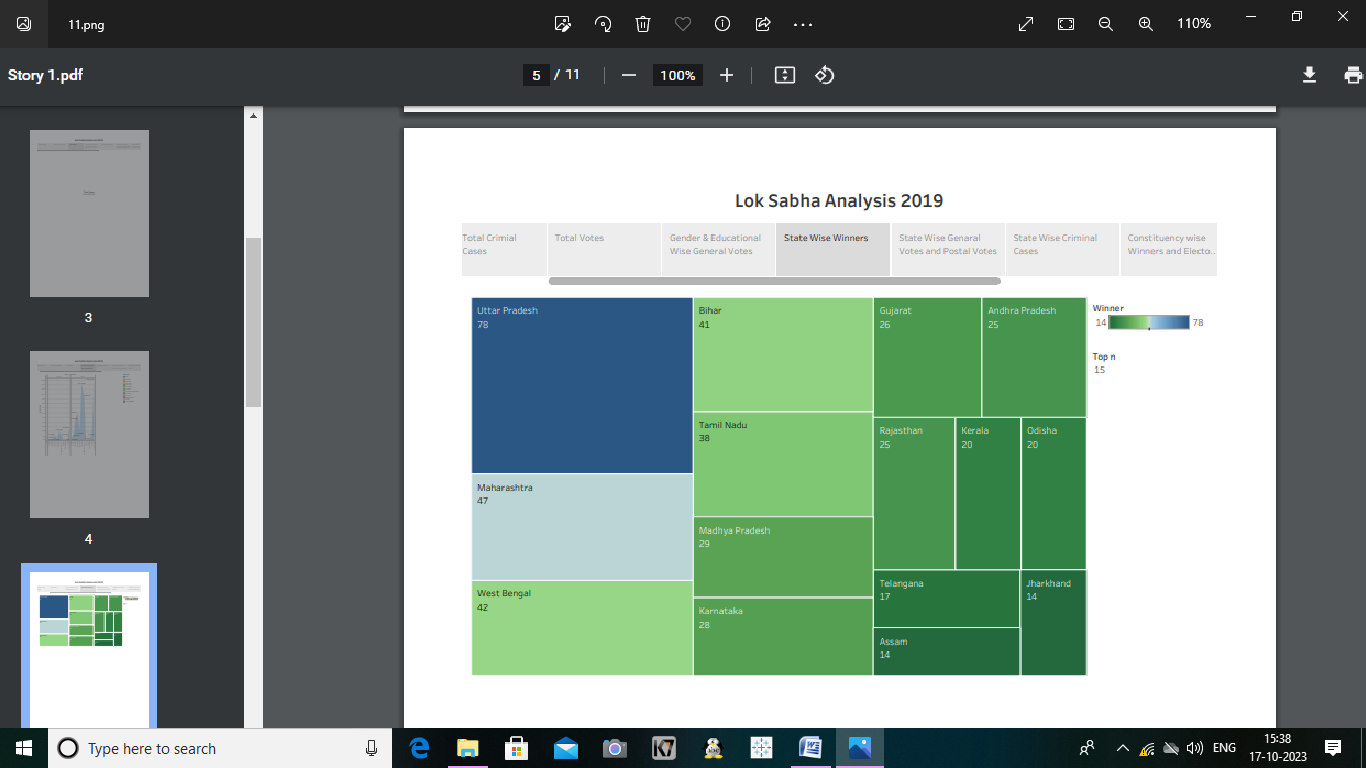 11.png
110%
Story 1.pdf
5 / 11
100%
3
4
Lok Sabha Analysis 2019
Total Crimial
Cases
Total Votes
Gender & Educational
Wise General Votes
State Wise Winners
State Wise Genaral
Votes and Postal Votes
State Wise Criminal
Cases
Constituency wise
Winners and Electo..
Uttar Pradesh
78
Maharashtra
47
West Bengal
42
Bihar
41
Tamil Nadu
38
Madhya Pradesh
29
Karnataka
28
Gujarat
26
Andhra Pradesh
25
Rajastham
25
Kerala
20
Odisha
20
Telangana
17
Assam
14
Jharkhand
14
Winner
14 78
Top n
15
Type here to search
ENG
15:38
17-10-2023